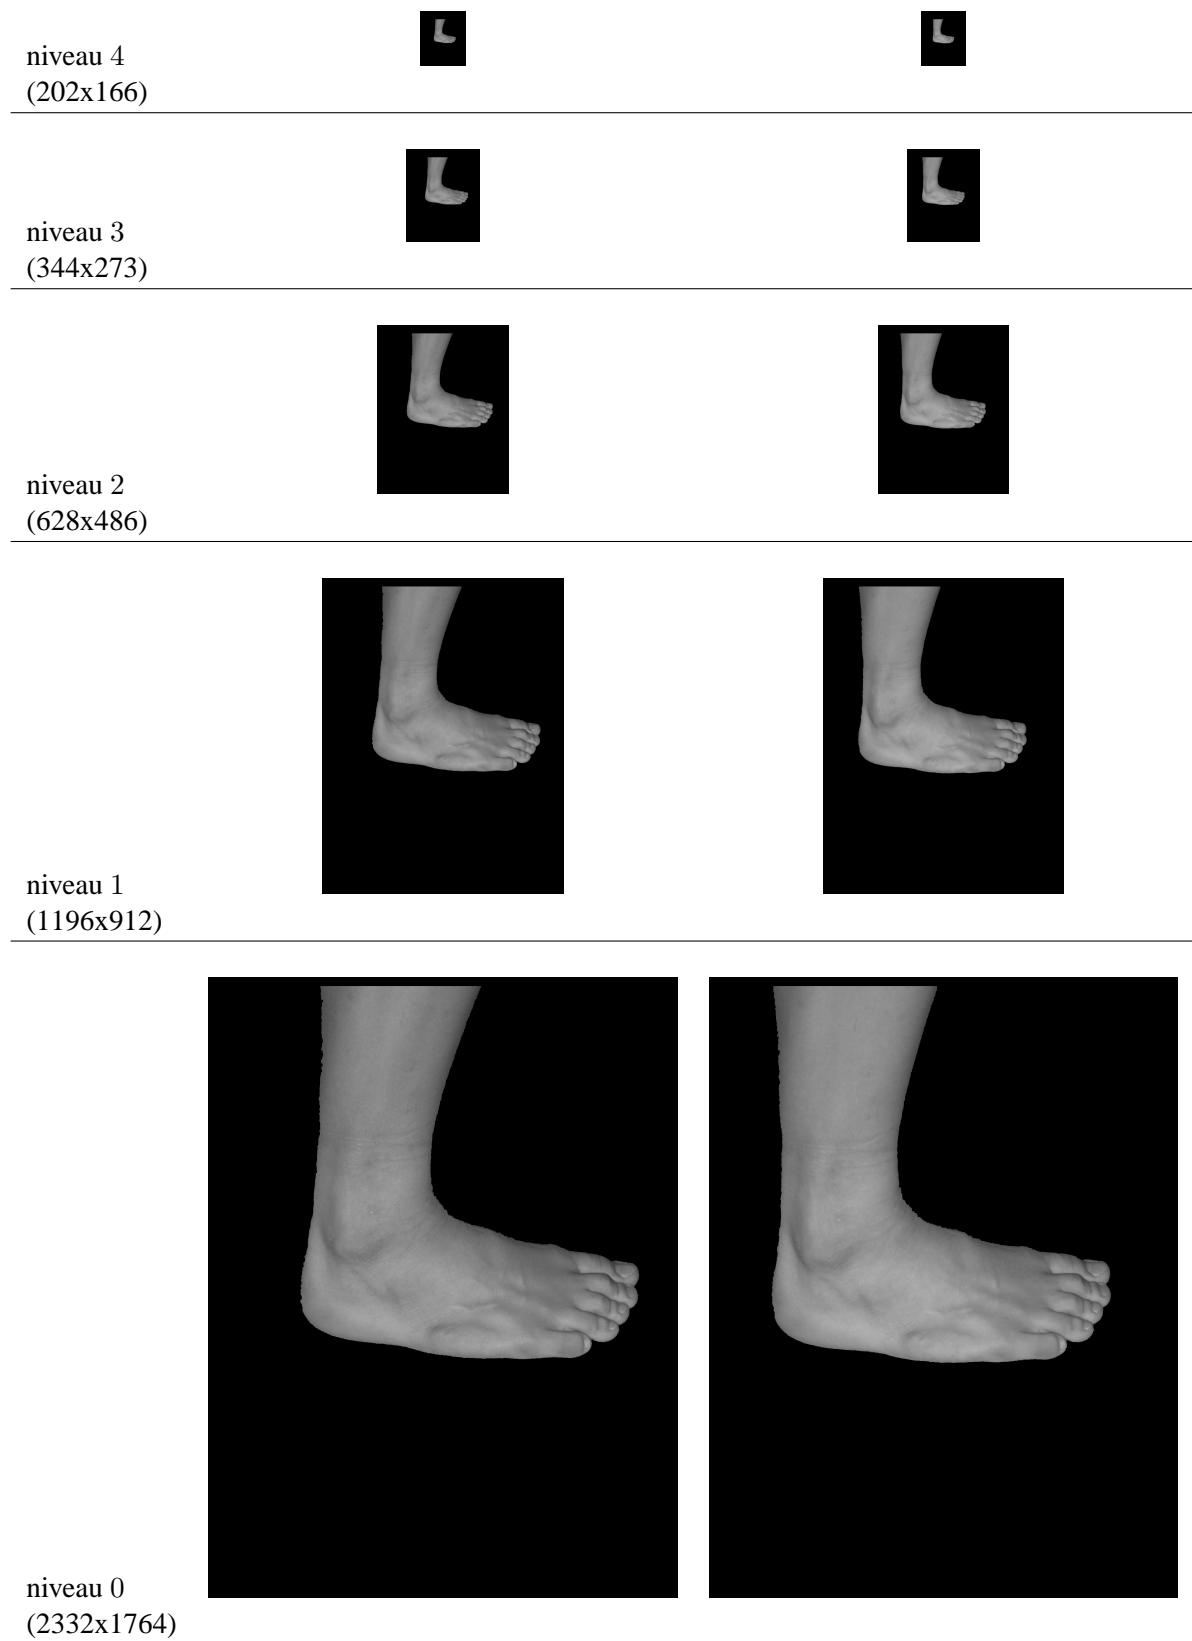 niveau 4
(202x166)
niveau 3
(344x273)
niveau 2
(628x486)
niveau 1
(1196x912)
niveau 0
(2332x1764)